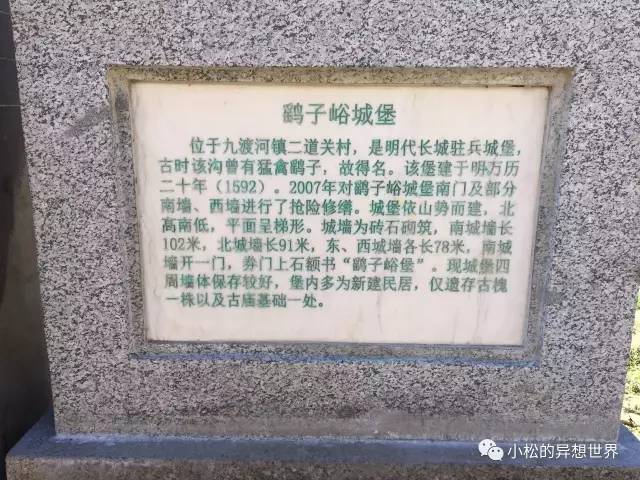 鹞子峪城堡
位于九渡河镇二道关村，是明代长城驻兵城堡，
古时该沟曾有猛禽鹞子，故得名。该堡建于明万历
二十年（1592）。2007年对鹞子峪城堡南门及部分
南墙、西墙进行了抢险修缮。城堡依山势而建，北
高南低，平面呈梯形。城墙为砖石砌筑，南城墙长
102米，北城墙长91米，东、西城墙各长78米，南城
墙开一门，券门上石额书“鹞子峪堡”。现城堡四
周墙体保存较好，堡内多为新建民居，仅遗存古槐
一株以及古庙基础一处。
小松的异想世界